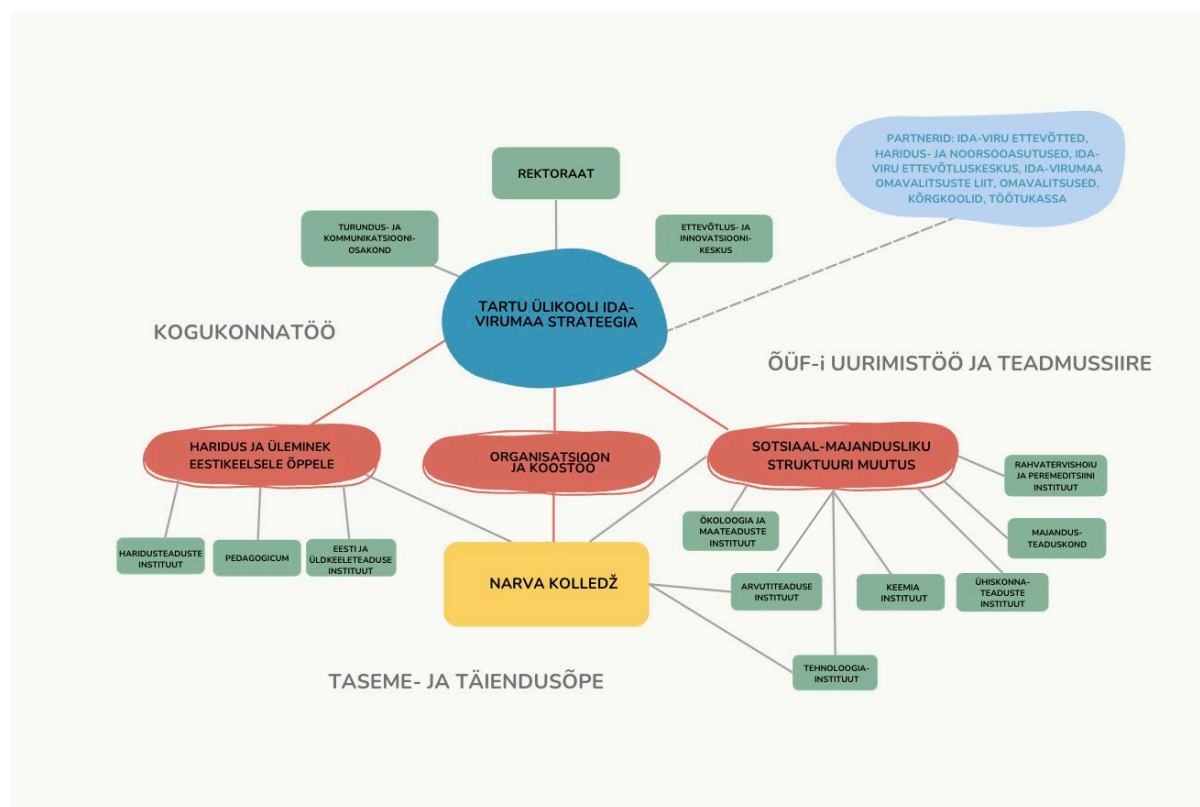 PARTNERID: IDA-VIRU ETTEVÕTTED,
HARIDUS- JA NOORSOOASUTUSED, IDA-
VIRU ETTEVÕTLUSKESKUS, IDA-VIRUMAA
OMAVALITSUSTE LIIT, OMAVALITSUSED,
KÕRGKOOLID, TÖÖTUKASSA
REKTORAAT
TURUNDUS- JA
KOMMUNIKATSIOONI-
OSAKOND
ETTEVÕTLUS- JA
INNOVATSIOONI-
KESKUS
TARTU ÜLIKOOLI IDA-
VIRUMAA STRATEEGIA
KOGUKONNATÖÖ
ÕÜF-i UURIMISTÖÖ JA TEADMUSSIIRE
HARIDUS JA ÜLEMINEK
EESTIKEELSELE ÕPPELE
ORGANISATSIOON
JA KOOSTÖÖ
SOTSIAAL-MAJANDUSLIKU
STRUKTUURI MUUTUS
RAHVATERVISHOIU
JA PEREMEDITSIINI
INSTITUUT
ÖKOLOOGIA JA
MAATEADUSTE
INSTITUUT
MAJANDUS-
TEADUSKOND
HARIDUSTEADUSTE
INSTITUUT
PEDAGOGICUM
EESTI JA
ÜLDKEELETEADUSE
INSTITUUT
NARVA KOLLEDŽ
ARVUTITEADUSE
INSTITUUT
KEEMIA
INSTITUUT
ÜHISKONNA-
TEADUSTE
INSTITUUT
TEHNOLOOGIA-
INSTITUUT
TASEME- JA TÄIENDUSÕPE